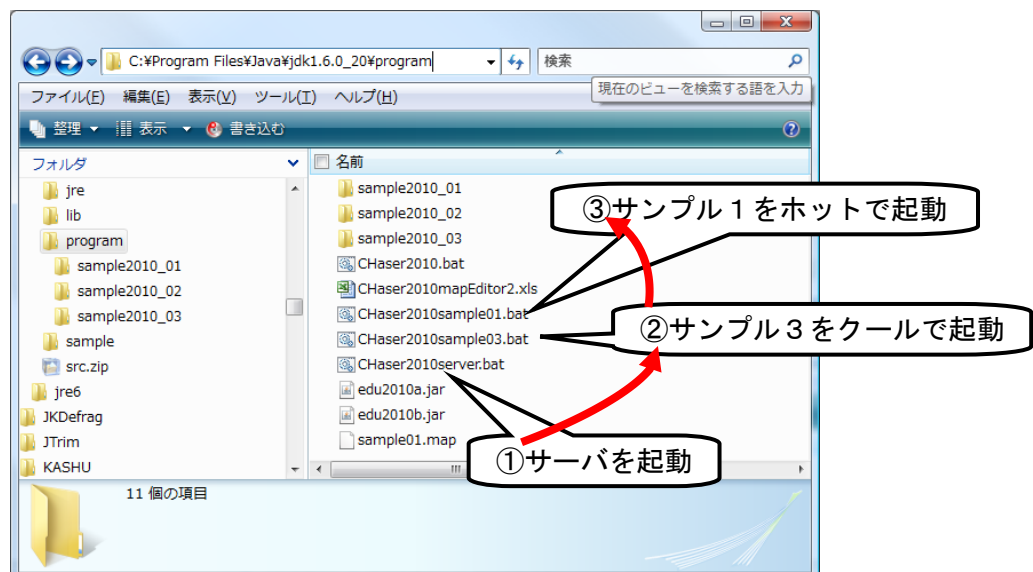 C:¥Program Files¥Java¥jdk1.6.0_20¥program
検索
現在のビューを検索する語を入力
ファイル(F) 編集(E) 表示(V) ツール(T) ヘルプ(H)
整理 表示 書き込む
フォルダ
jre
lib
program
sample2010_01
sample2010_02
sample2010_03
sample
src.zip
jre6
JKDefrag
JTrim
KASHU
名前
sample2010_01
sample2010_02
sample2010_03
CHaser2010.bat
CHaser2010mapEditor2.xls
CHaser2010sample01.bat
CHaser2010sample03.bat
CHaser2010server.bat
edu2010a.jar
edu2010b.jar
sample01.map
③サンプル１をホットで起動
②サンプル３をクールで起動
①サーバを起動
11 個の項目